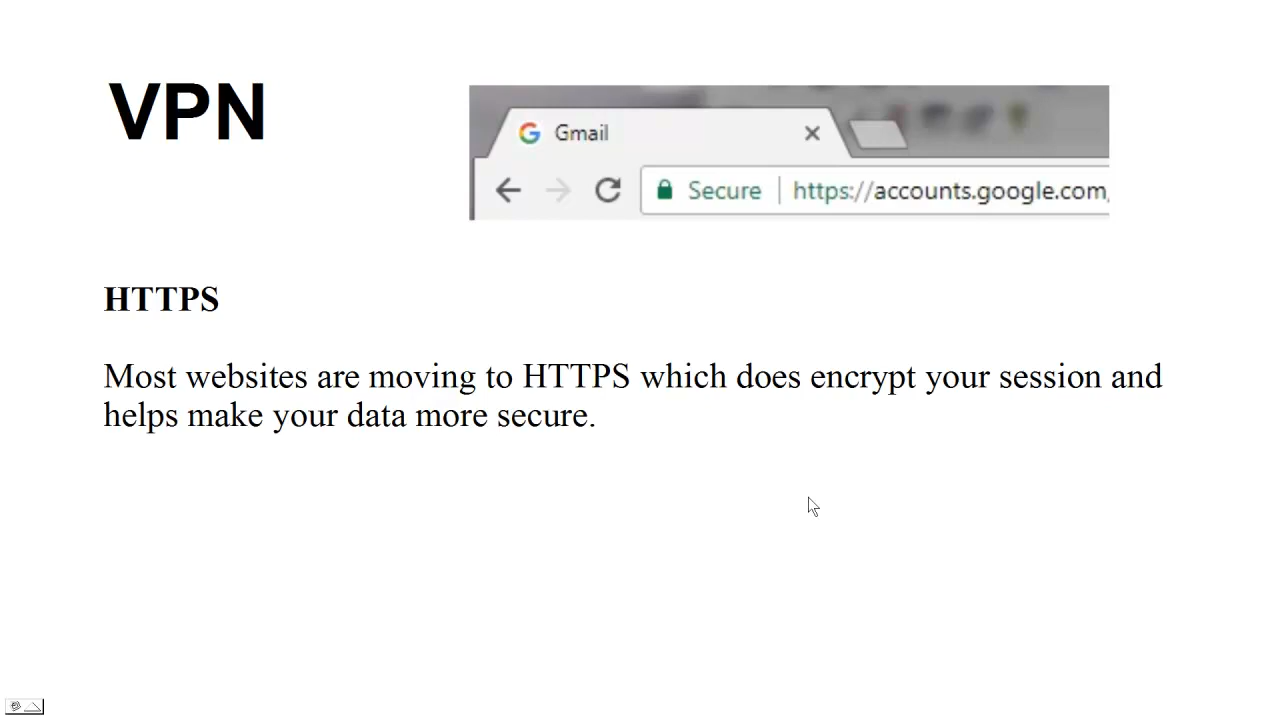 VPN
Gmail
Secure | https://accounts.google.com,
HTTPS
Most websites are moving to HTTPS which does encrypt your session and
helps make your data more secure.